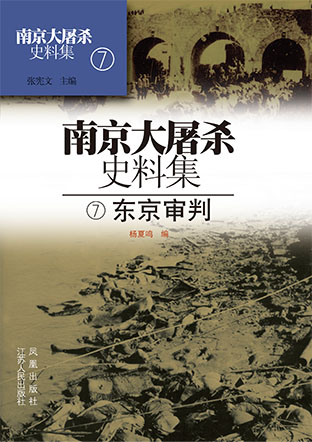 南京大屠杀
史料集
⑦
张宪文 主编
南京大屠杀
史料集
⑦东京审判
杨夏鸣 编
凤凰出版社
江苏人民出版社